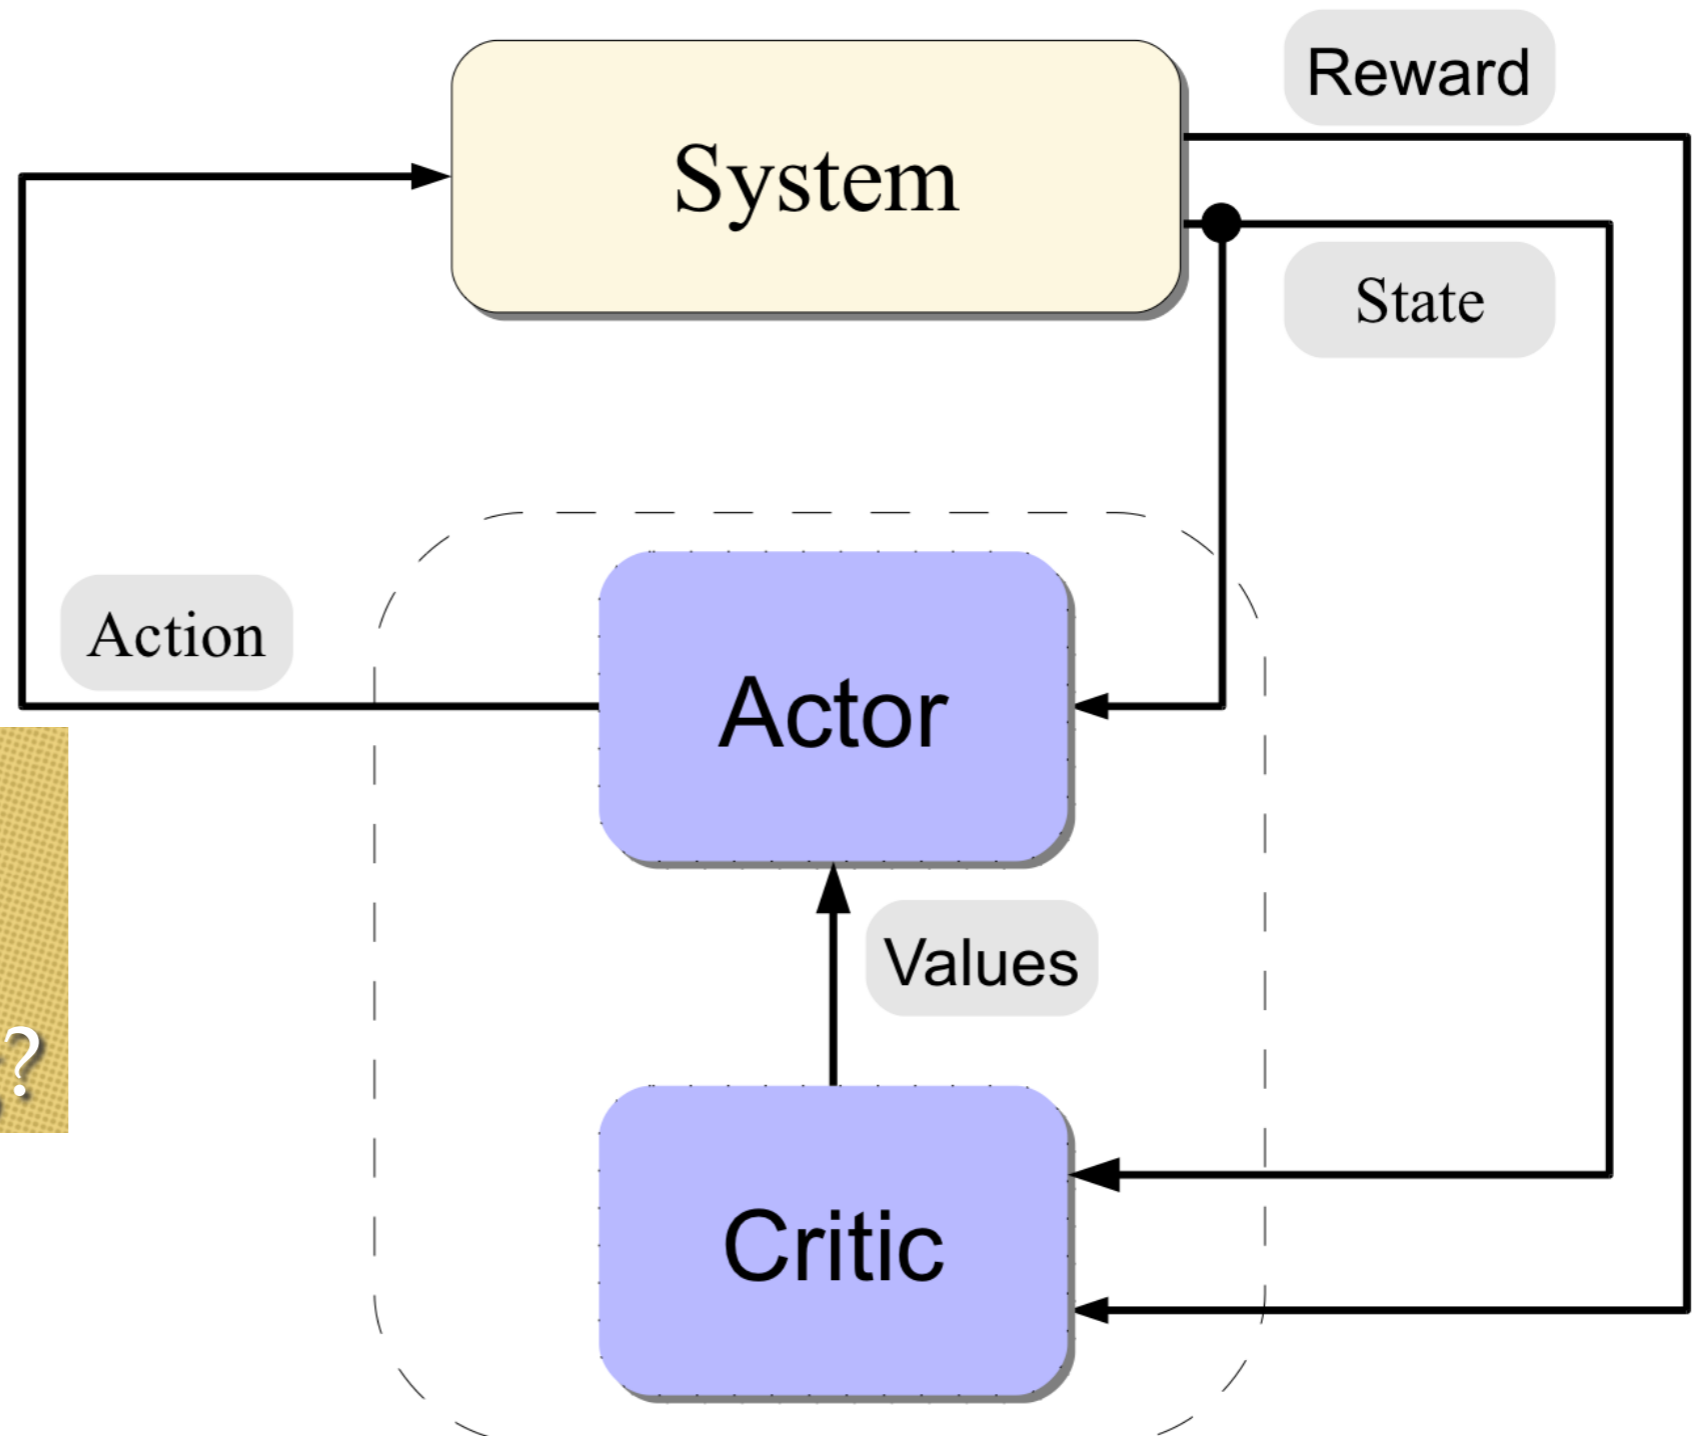 Reward
System
State
Action
Actor
Values
?
Critic